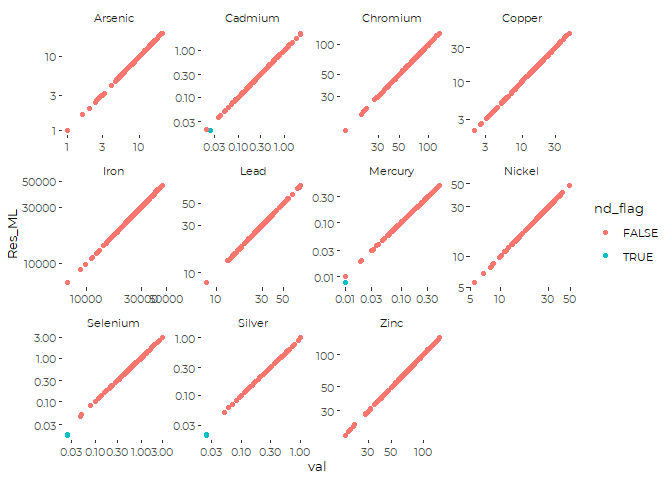 Arsenic
Cadmium
Chromium
Copper
10
3
1
1.00
0.30
0.10
0.03
100
50
30
30
10
3
1 3 10
0.03 0.10 0.30 1.00
30 50 100
3 10 30
Iron
Lead
Mercury
Nickel
50000
30000
10000
50
30
10
0.30
0.10
0.03
0.01
50
30
10
5
10000 30000 50000
10 30 50
0.01 0.03 0.10 0.30
5 10 30 50
Selenium
Silver
Zinc
3.00
1.00
0.30
0.10
0.03
1.00
0.30
0.10
0.03
100
50
30
0.03 0.10 0.30 1.00 3.00
0.03 0.10 0.30 1.00
30 50 100
Res_ML
val
nd_flag
FALSE
TRUE